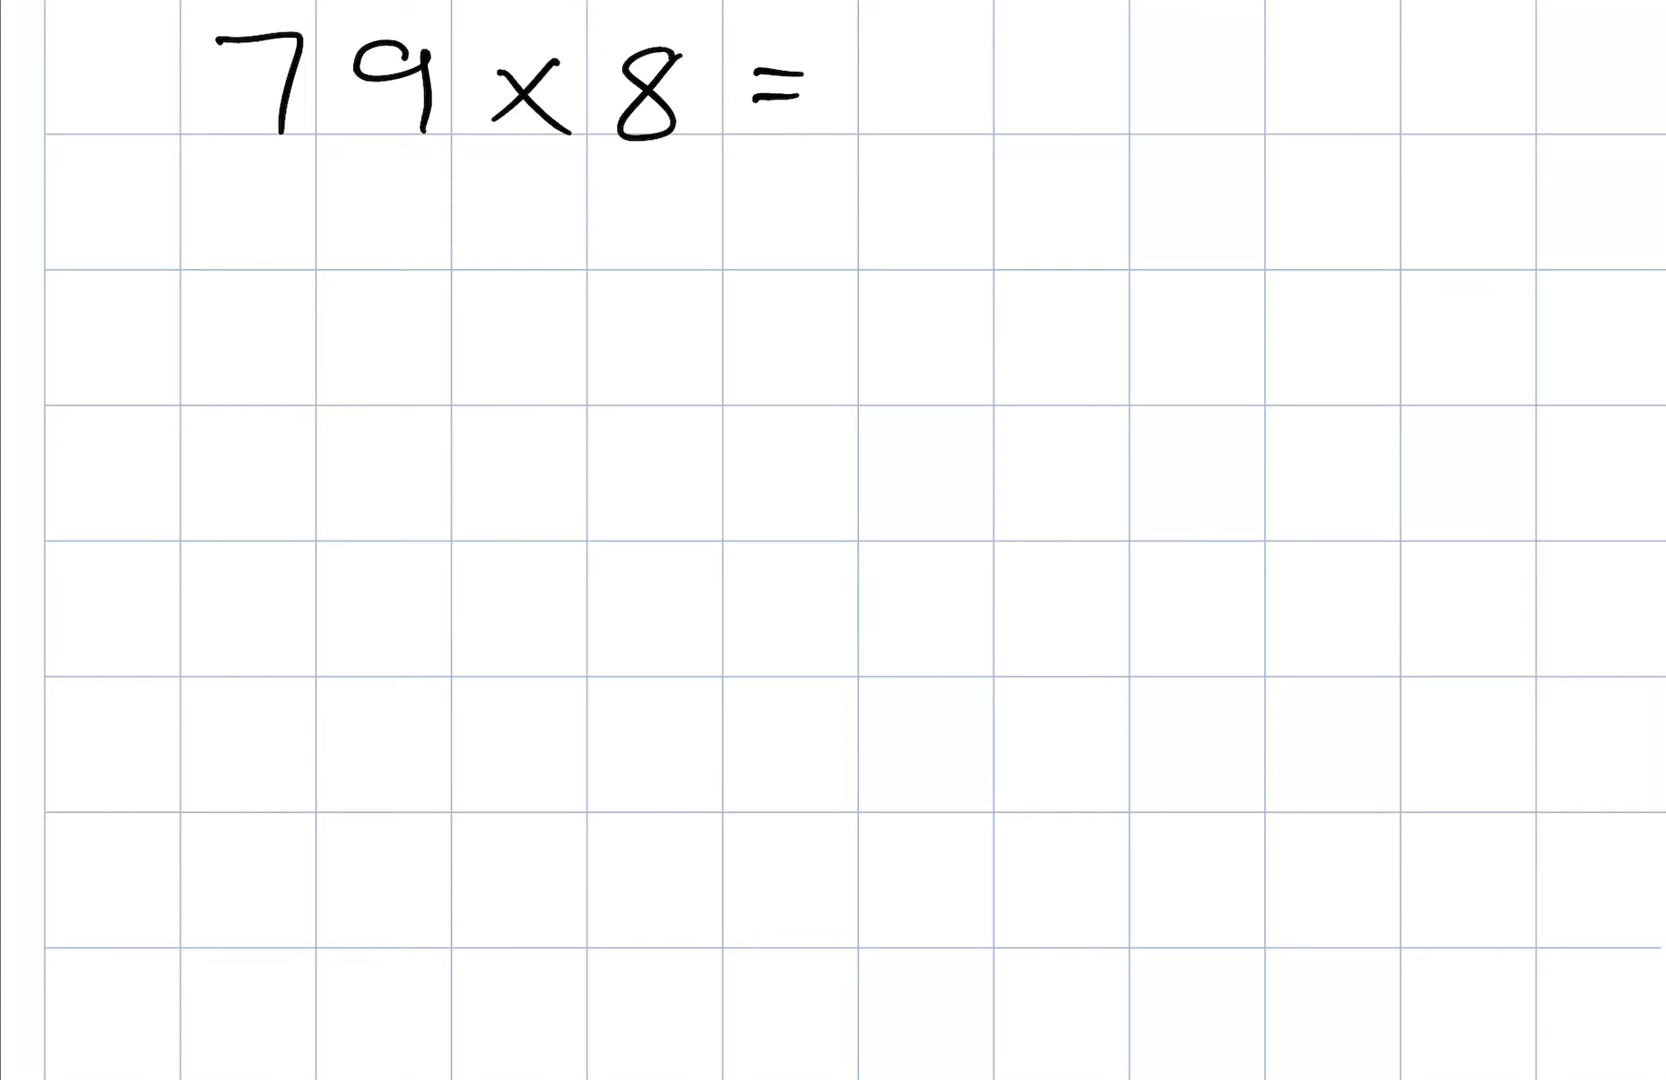 79 × 8 =